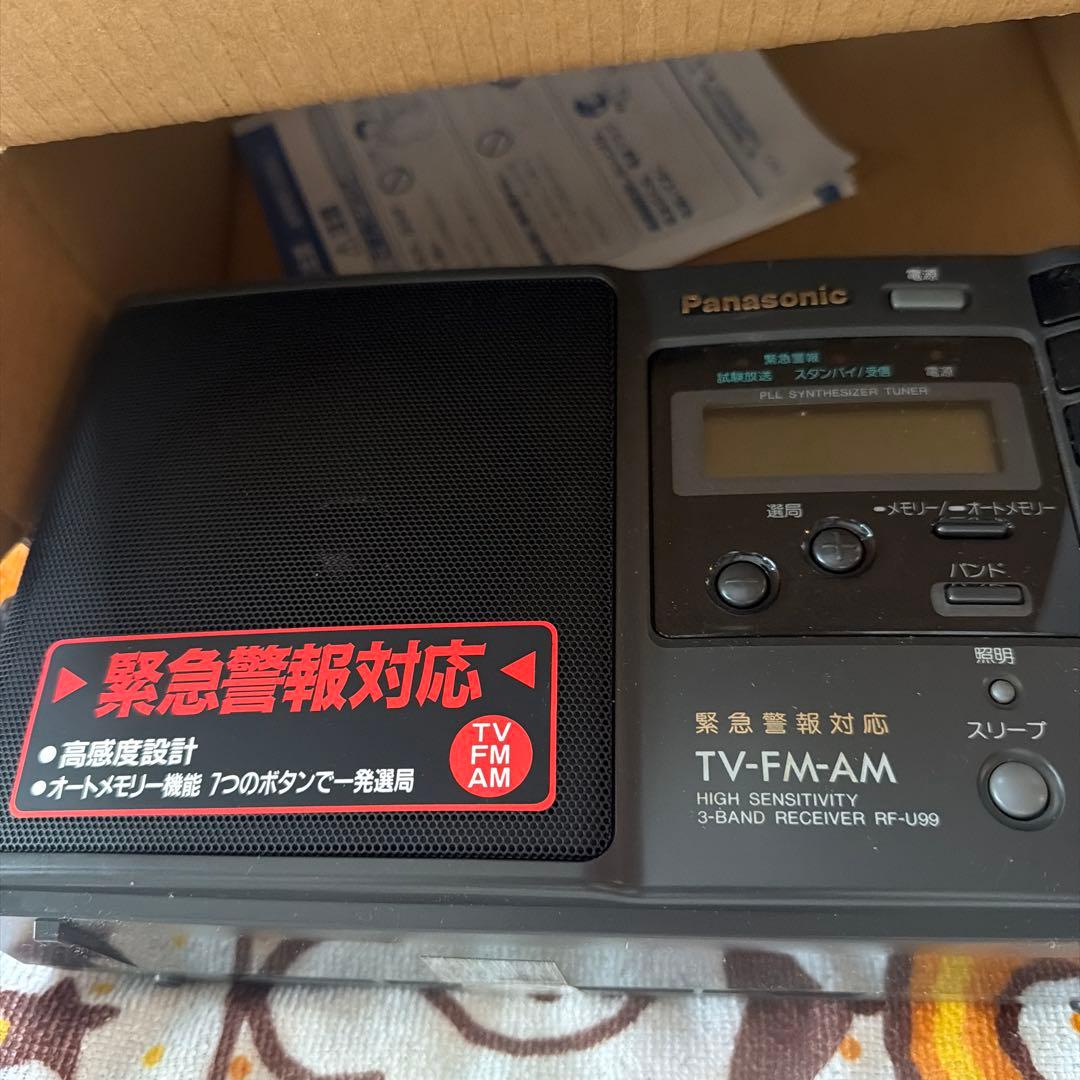 Panasonic
電源
緊急警報
試験放送 スタンバイ/受信 電源
PLL SYNTHESIZER TUNER
選局
メモリー/オートメモリー
バンド
照明
スリープ
緊急警報対応
TV-FM-AM
HIGH SENSITIVITY
3-BAND RECEIVER RF-U99
▶緊急警報対応◀
●高感度設計
●オートメモリー機能 7つのボタンで一発選局
TV
FM
AM